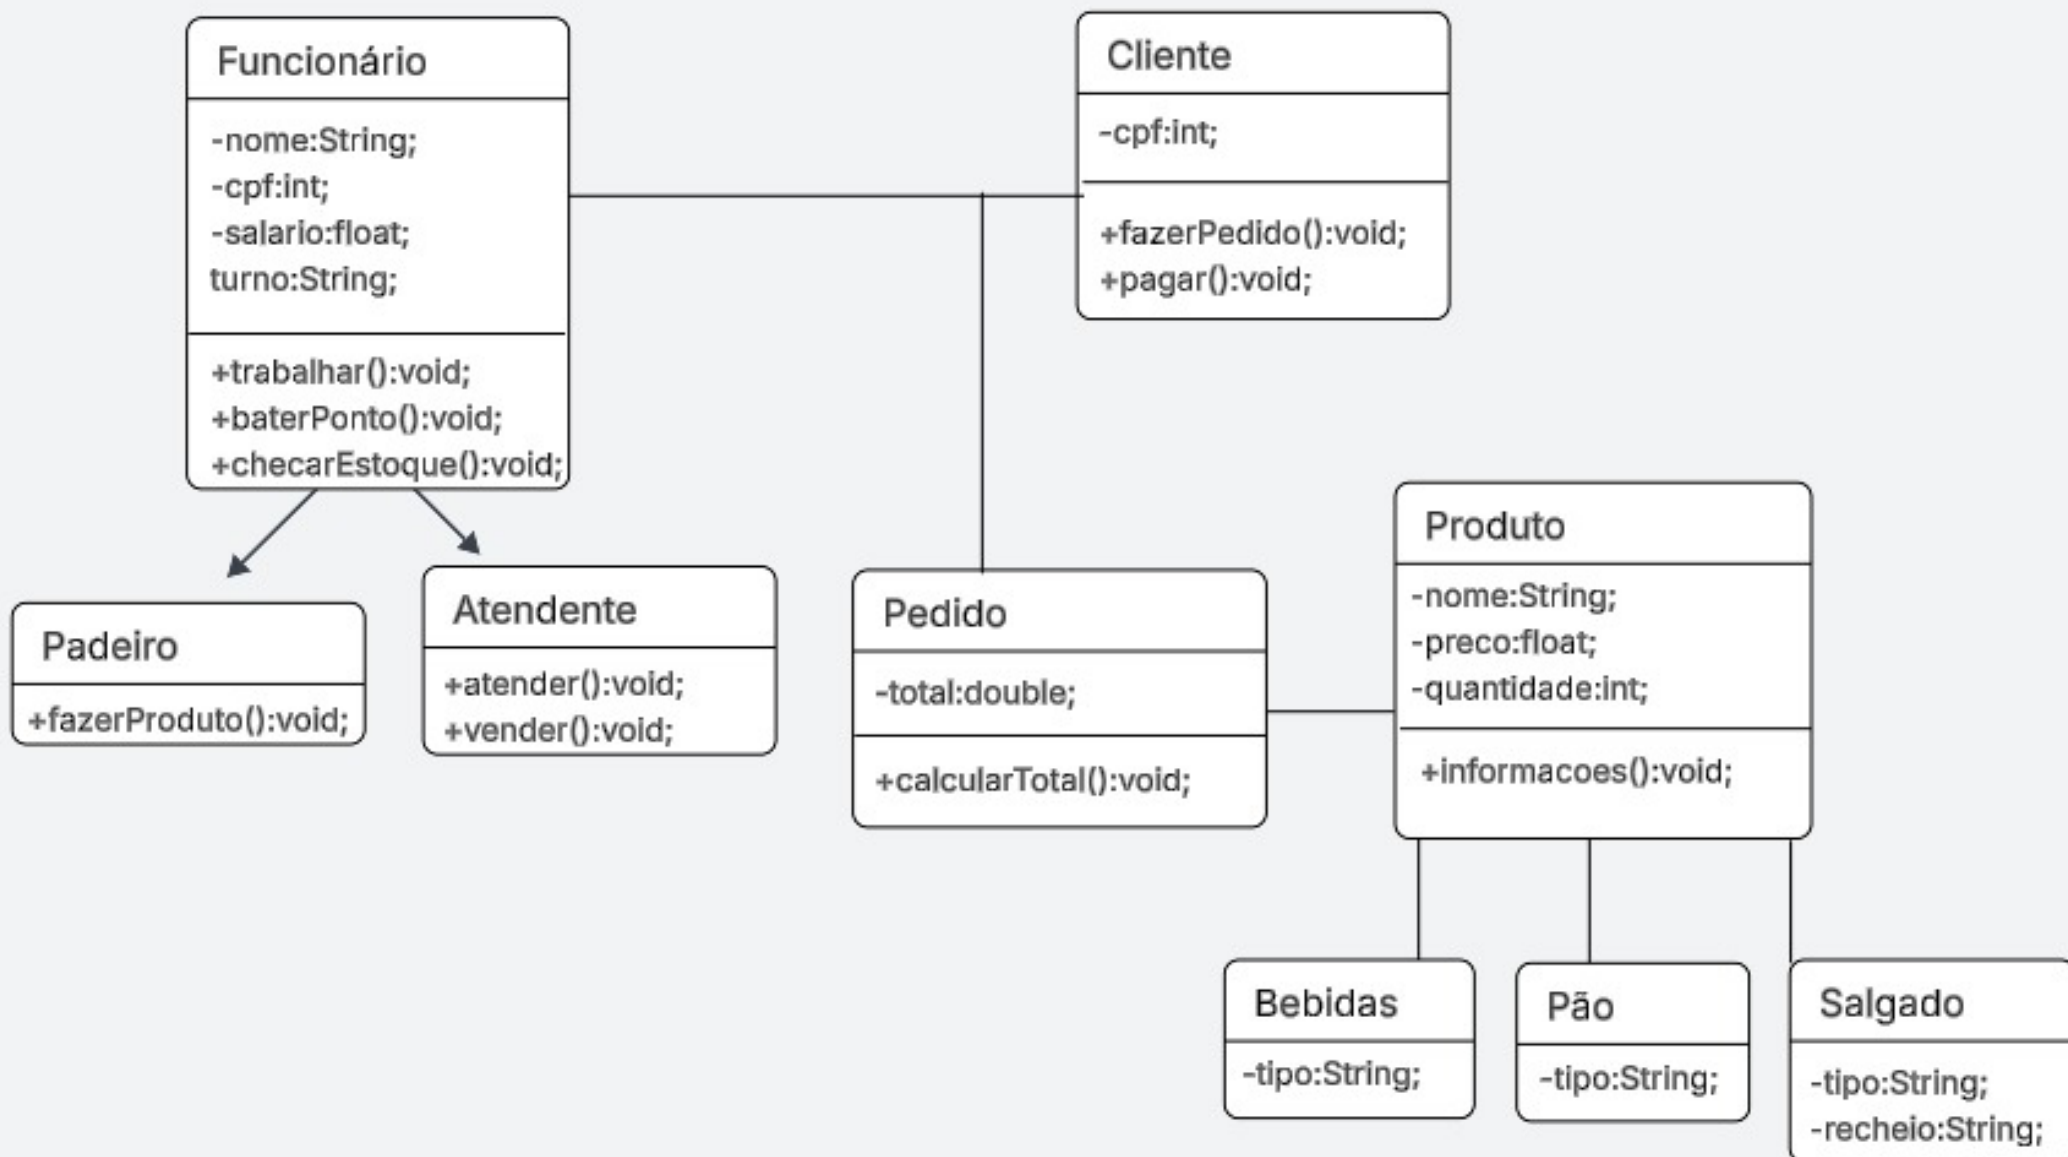 Funcionário
-nome:String;
-cpf:int;
-salario:float;
turno:String;
+trabalhar():void;
+baterPonto():void;
+checarEstoque():void;
Cliente
-cpf:int;
+fazerPedido():void;
+pagar():void;
Padeiro
+fazerProduto():void;
Atendente
+atender():void;
+vender():void;
Pedido
-total:double;
+calcularTotal():void;
Produto
-nome:String;
-preco:float;
-quantidade:int;
+informacoes():void;
Bebidas
-tipo:String;
Pão
-tipo:String;
Salgado
-tipo:String;
-recheio:String;